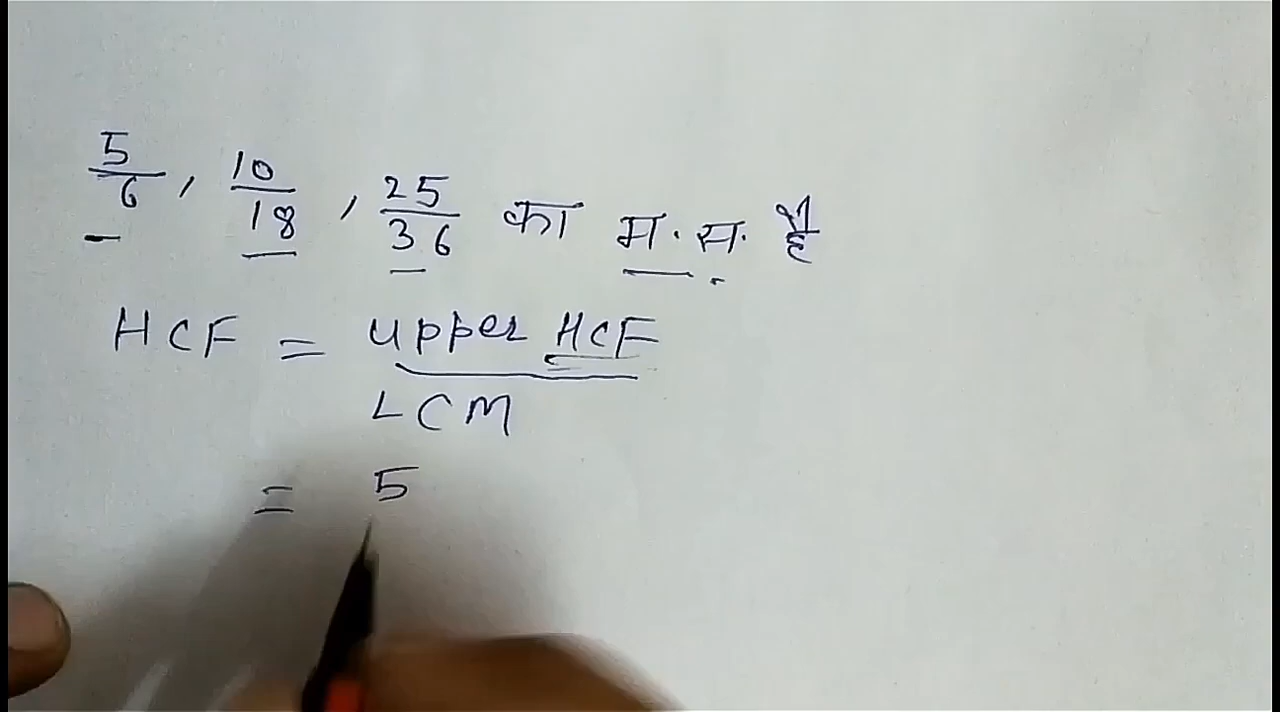 5/6, 10/18, 25/36 का म. स. है
HCF = upper HCF
LCM
= 5